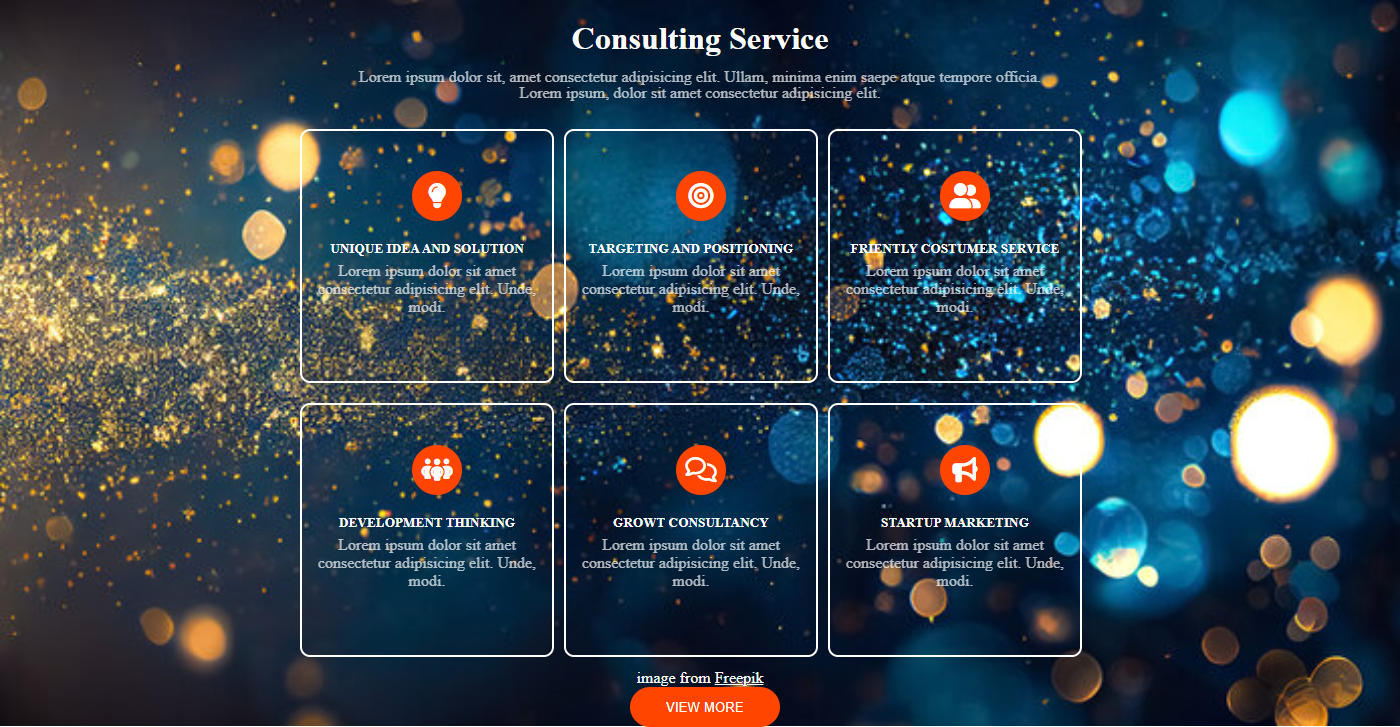 Consulting Service
Lorem ipsum dolor sit, amet consectetur adipisicing elit. Ullam, minima enim saepe atque tempore officia.
Lorem ipsum, dolor sit amet consectetur adipisicing elit.
UNIQUE IDEA AND SOLUTION
Lorem ipsum dolor sit amet
consectetur adipisicing elit. Unde,
modi.
TARGETING AND POSITIONING
Lorem ipsum dolor sit amet
consectetur adipisicing elit. Unde,
modi.
FRIENTLY COSTUMER SERVICE
Lorem ipsum dolor sit amet
consectetur adipisicing elit. Unde,
modi.
DEVELOPMENT THINKING
Lorem ipsum dolor sit amet
consectetur adipisicing elit. Unde,
modi.
GROWT CONSULTANCY
Lorem ipsum dolor sit amet
consectetur adipisicing elit. Unde,
modi.
STARTUP MARKETING
Lorem ipsum dolor sit amet
consectetur adipisicing elit. Unde,
modi.
image from Freepik
VIEW MORE